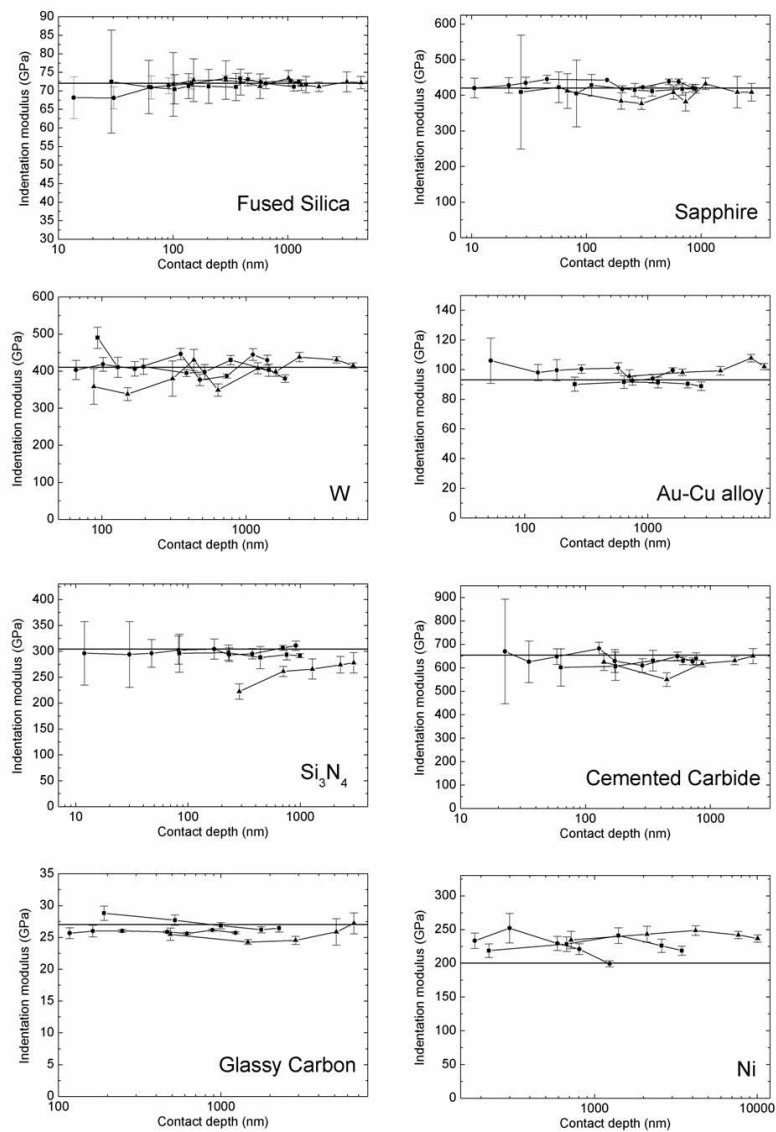 90
85
80
75
70
65
60
55
50
45
40
35
30
Indentation modulus (GPa)
Fused Silica
10 100 1000
Contact depth (nm)
600
500
400
300
200
100
0
Indentation modulus (GPa)
Sapphire
10 100 1000
Contact depth (nm)
600
500
400
300
200
100
0
Indentation modulus (GPa)
W
100 1000
Contact depth (nm)
140
120
100
80
60
40
20
0
Indentation modulus (GPa)
Au-Cu alloy
100 1000
Contact depth (nm)
400
350
300
250
200
150
100
50
0
Indentation modulus (GPa)
Si₃N₄
10 100 1000
Contact depth (nm)
900
800
700
600
500
400
300
200
100
0
Indentation modulus (GPa)
Cemented Carbide
10 100 1000
Contact depth (nm)
35
30
25
20
15
10
5
0
Indentation modulus (GPa)
Glassy Carbon
100 1000
Contact depth (nm)
250
200
150
100
50
0
Indentation modulus (GPa)
Ni
1000 10000
Contact depth (nm)